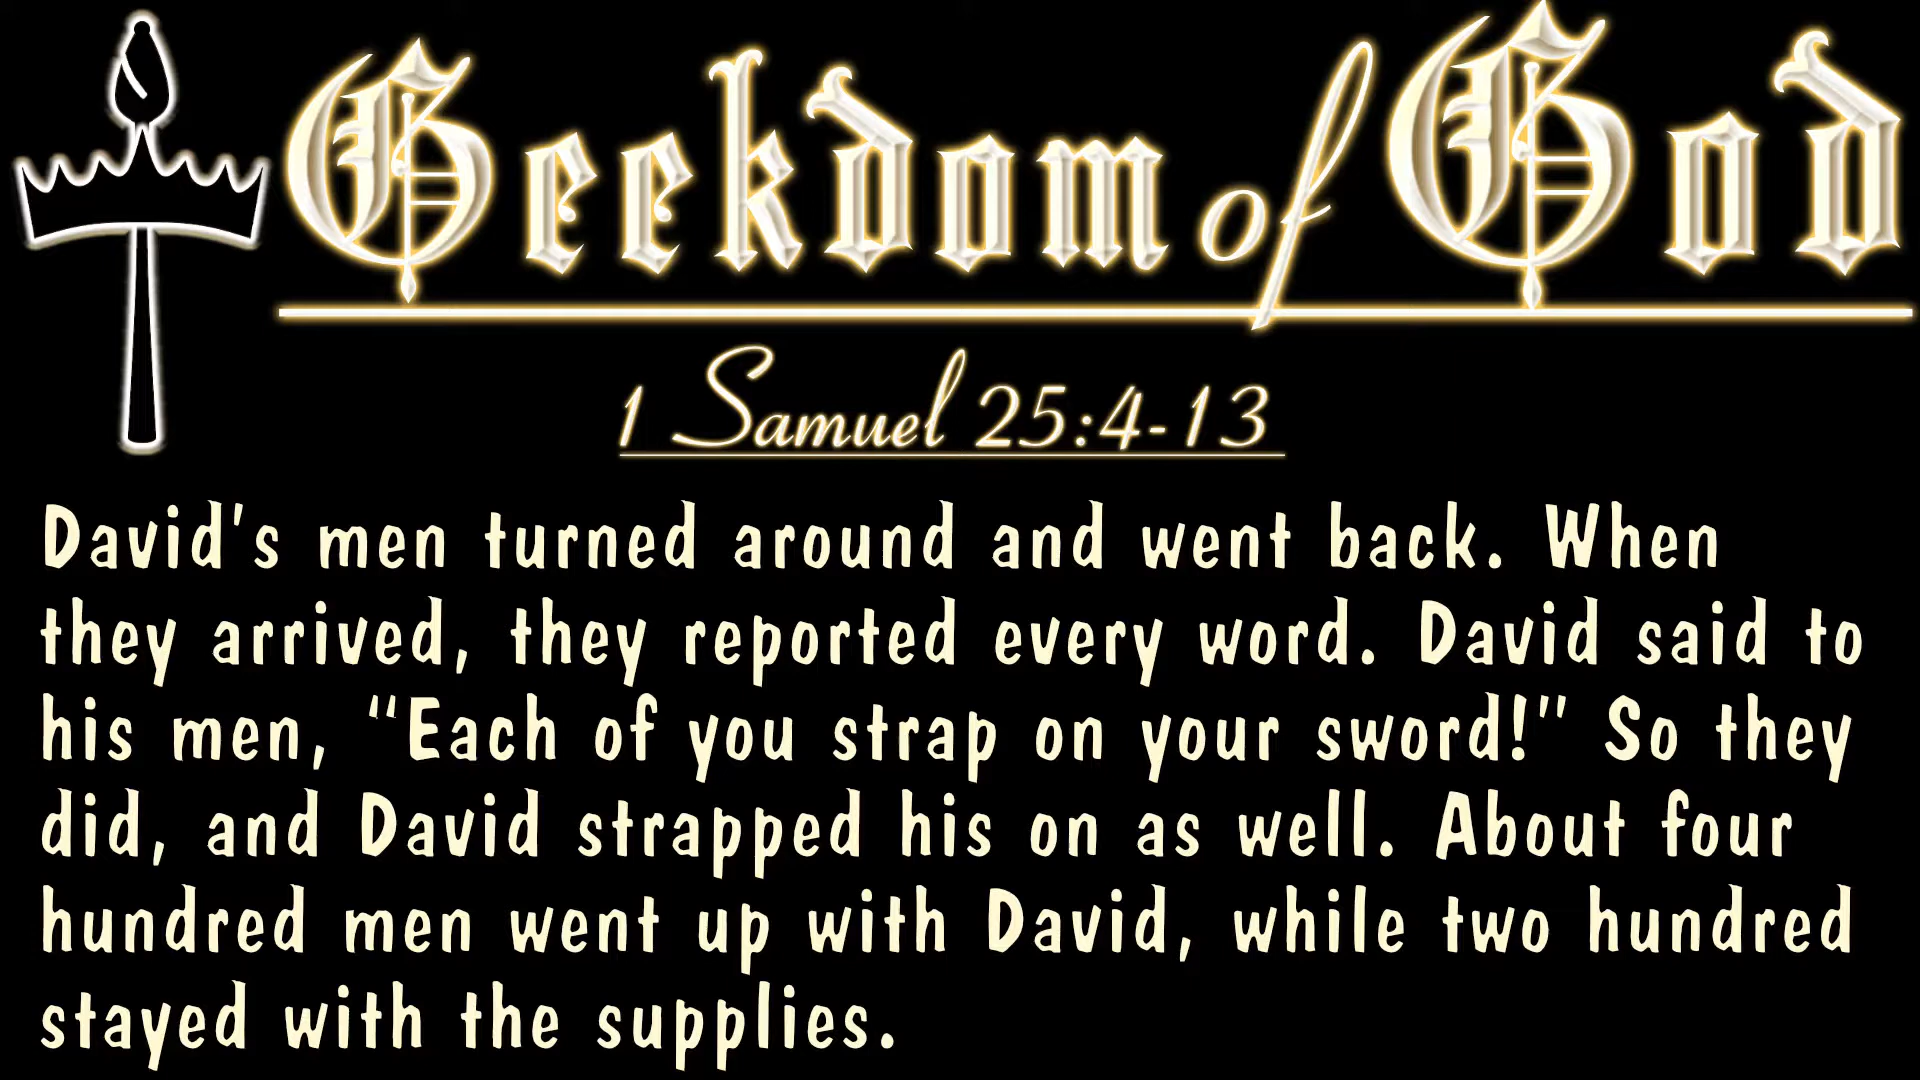 Geekdom of God
1 Samuel 25:4-13
David's men turned around and went back. When
they arrived, they reported every word. David said to
his men, “Each of you strap on your sword!” So they
did, and David strapped his on as well. About four
hundred men went up with David, while two hundred
stayed with the supplies.